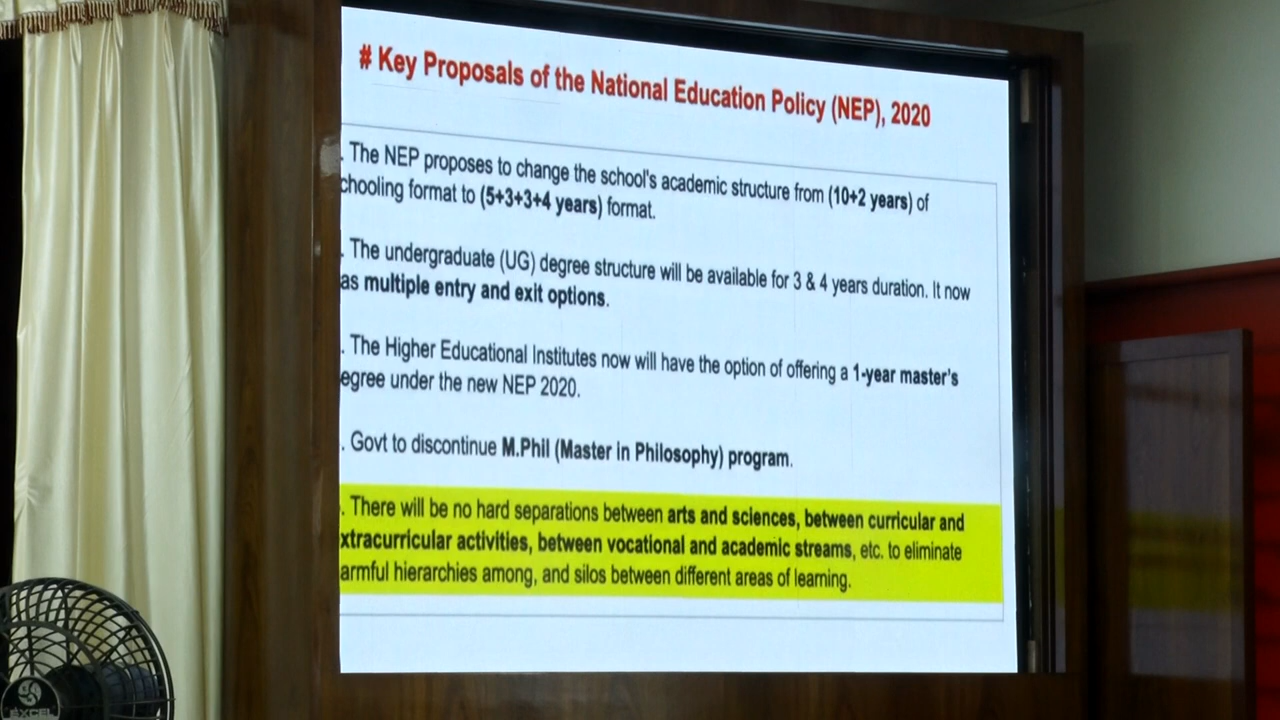 # Key Proposals of the National Education Policy (NEP), 2020
. The NEP proposes to change the school's academic structure from (10+2 years) of
chooling format to (5+3+3+4 years) format.
. The undergraduate (UG) degree structure will be available for 3 & 4 years duration. It now
as multiple entry and exit options.
. The Higher Educational Institutes now will have the option of offering a 1-year master's
egree under the new NEP 2020.
. Govt to discontinue M.Phil (Master in Philosophy) program.
. There will be no hard separations between arts and sciences, between curricular and
xtracurricular activities, between vocational and academic streams, etc. to eliminate
armful hierarchies among, and silos between different areas of learning.
EXCEL